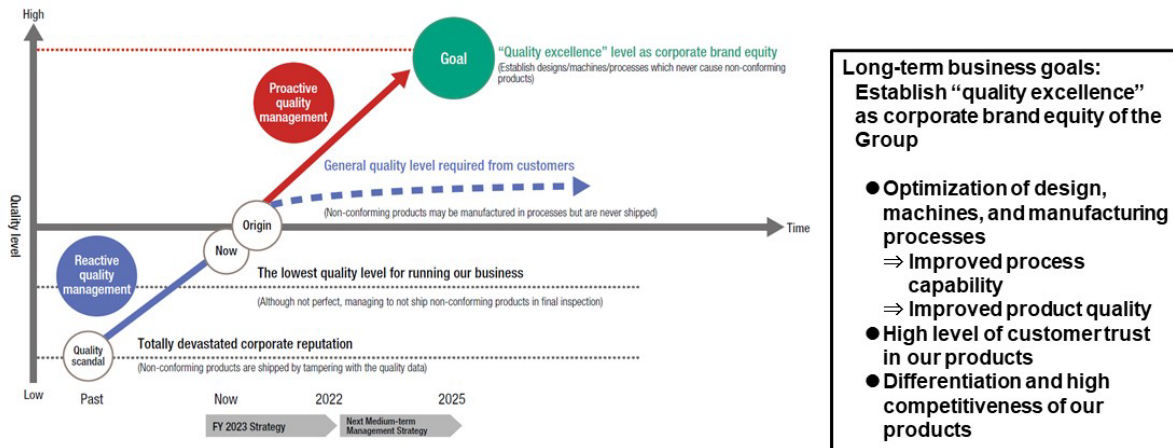 High
Goal
“Quality excellence” level as corporate brand equity
(Establish designs/machines/processes which never cause non-conforming
products)
Proactive
quality
management
General quality level required from customers
(Non-conforming products may be manufactured in processes but are never shipped)
Quality level
Origin
Time
Now
Reactive
quality
management
The lowest quality level for running our business
(Although not perfect, managing to not ship non-conforming products in final inspection)
Quality
scandal
Totally devastated corporate reputation
(Non-conforming products are shipped by tampering with the quality data)
Low
Past
Now
2022
2025
FY 2023 Strategy
Next Medium-term
Management Strategy
Long-term business goals:
Establish “quality excellence”
as corporate brand equity of the
Group
●Optimization of design,
machines, and manufacturing
processes
⇒ Improved process
capability
⇒ Improved product quality
●High level of customer trust
in our products
●Differentiation and high
competitiveness of our
products